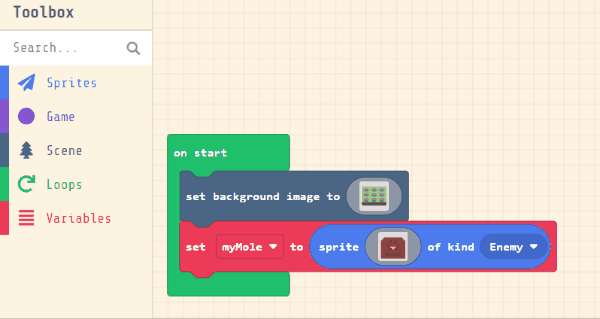 Toolbox
Search...
Sprites
Game
Scene
Loops
Variables
on start
set background image to
set myMole to sprite of kind Enemy